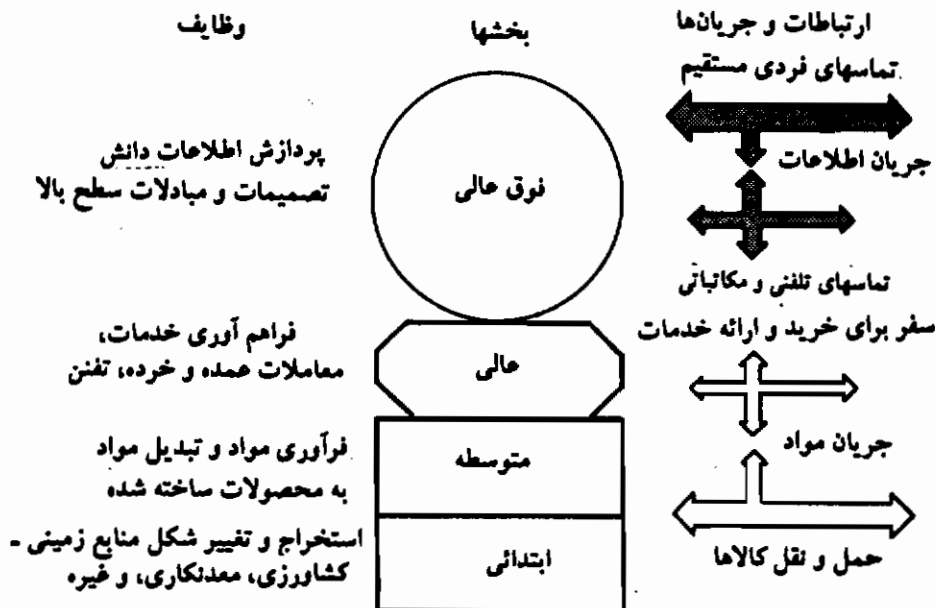 ارتباطات و جریان‌ها
بخشها
وظایف
تماسهای فردی مستقیم
جریان اطلاعات
پردازش اطلاعات دانش
تصمیمات و مبادلات سطح بالا
فوق عالی
تماسهای تلفنی و مکاتباتی
سفر برای خرید و ارائه خدمات
فراهم آوری خدمات،
معاملات عمده و خرده، تفنن
عالی
جریان مواد
فرآوری مواد و تبدیل مواد
به محصولات ساخته شده
متوسطه
استخراج و تغییر شکل منابع زمینی ـ
کشاورزی، معدنکاری، و غیره
ابتدائی
حمل و نقل کالاها